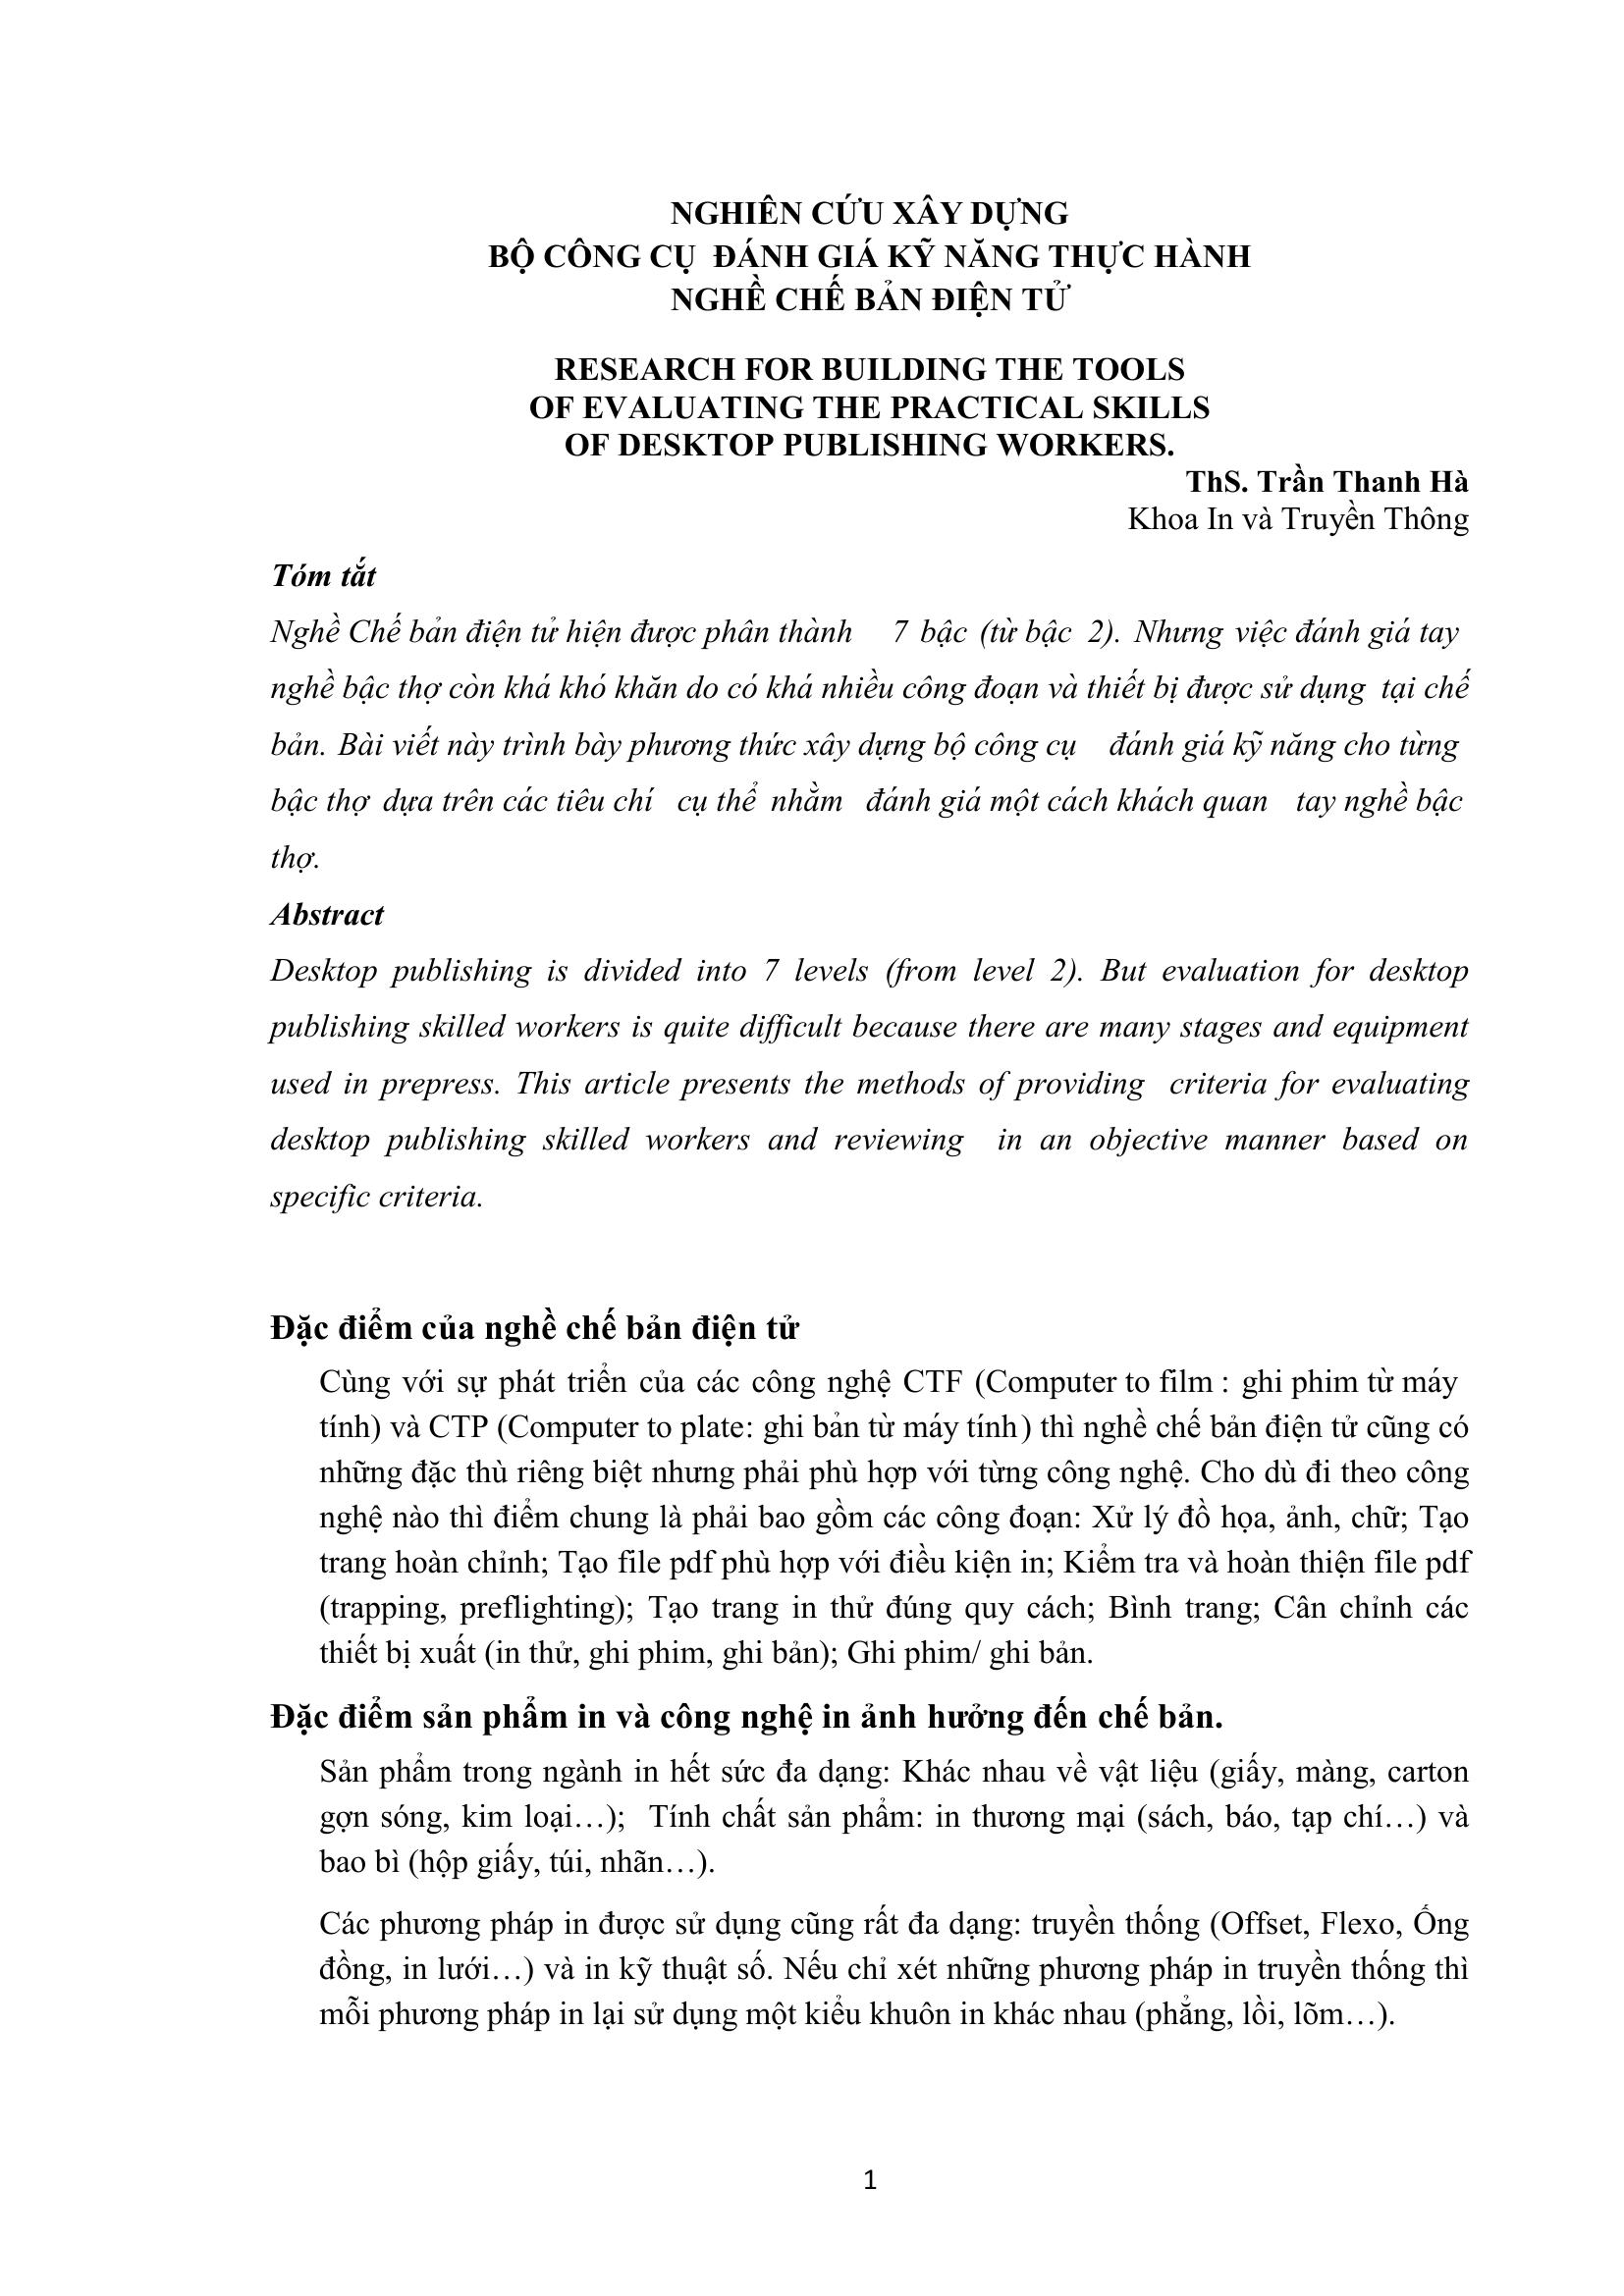 NGHIÊN CỨU XÂY DỰNG
BỘ CÔNG CỤ ĐÁNH GIÁ KỸ NĂNG THỰC HÀNH
NGHỀ CHẾ BẢN ĐIỆN TỬ
RESEARCH FOR BUILDING THE TOOLS
OF EVALUATING THE PRACTICAL SKILLS
OF DESKTOP PUBLISHING WORKERS.
ThS. Trần Thanh Hà
Khoa In và Truyền Thông
Tóm tắt
Nghề Chế bản điện tử hiện được phân thành 7 bậc (từ bậc 2). Nhưng việc đánh giá tay
nghề bậc thợ còn khá khó khăn do có khá nhiều công đoạn và thiết bị được sử dụng tại chế
bản. Bài viết này trình bày phương thức xây dựng bộ công cụ đánh giá kỹ năng cho từng
bậc thợ dựa trên các tiêu chí cụ thể nhằm đánh giá một cách khách quan tay nghề bậc
thợ.
Abstract
Desktop publishing is divided into 7 levels (from level 2). But evaluation for desktop
publishing skilled workers is quite difficult because there are many stages and equipment
used in prepress. This article presents the methods of providing criteria for evaluating
desktop publishing skilled workers and reviewing in an objective manner based on
specific criteria.
Đặc điểm của nghề chế bản điện tử
Cùng với sự phát triển của các công nghệ CTF (Computer to film : ghi phim từ máy
tính) và CTP (Computer to plate: ghi bản từ máy tính) thì nghề chế bản điện tử cũng có
những đặc thù riêng biệt nhưng phải phù hợp với từng công nghệ. Cho dù đi theo công
nghệ nào thì điểm chung là phải bao gồm các công đoạn: Xử lý đồ họa, ảnh, chữ; Tạo
trang hoàn chỉnh; Tạo file pdf phù hợp với điều kiện in; Kiểm tra và hoàn thiện file pdf
(trapping, preflighting); Tạo trang in thử đúng quy cách; Bình trang; Cân chỉnh các
thiết bị xuất (in thử, ghi phim, ghi bản); Ghi phim/ ghi bản.
Đặc điểm sản phẩm in và công nghệ in ảnh hưởng đến chế bản.
Sản phẩm trong ngành in hết sức đa dạng: Khác nhau về vật liệu (giấy, màng, carton
gợn sóng, kim loại…); Tính chất sản phẩm: in thương mại (sách, báo, tạp chí…) và
bao bì (hộp giấy, túi, nhãn…).
Các phương pháp in được sử dụng cũng rất đa dạng: truyền thống (Offset, Flexo, Ống
đồng, in lưới…) và in kỹ thuật số. Nếu chỉ xét những phương pháp in truyền thống thì
mỗi phương pháp in lại sử dụng một kiểu khuôn in khác nhau (phẳng, lồi, lõm…).
1